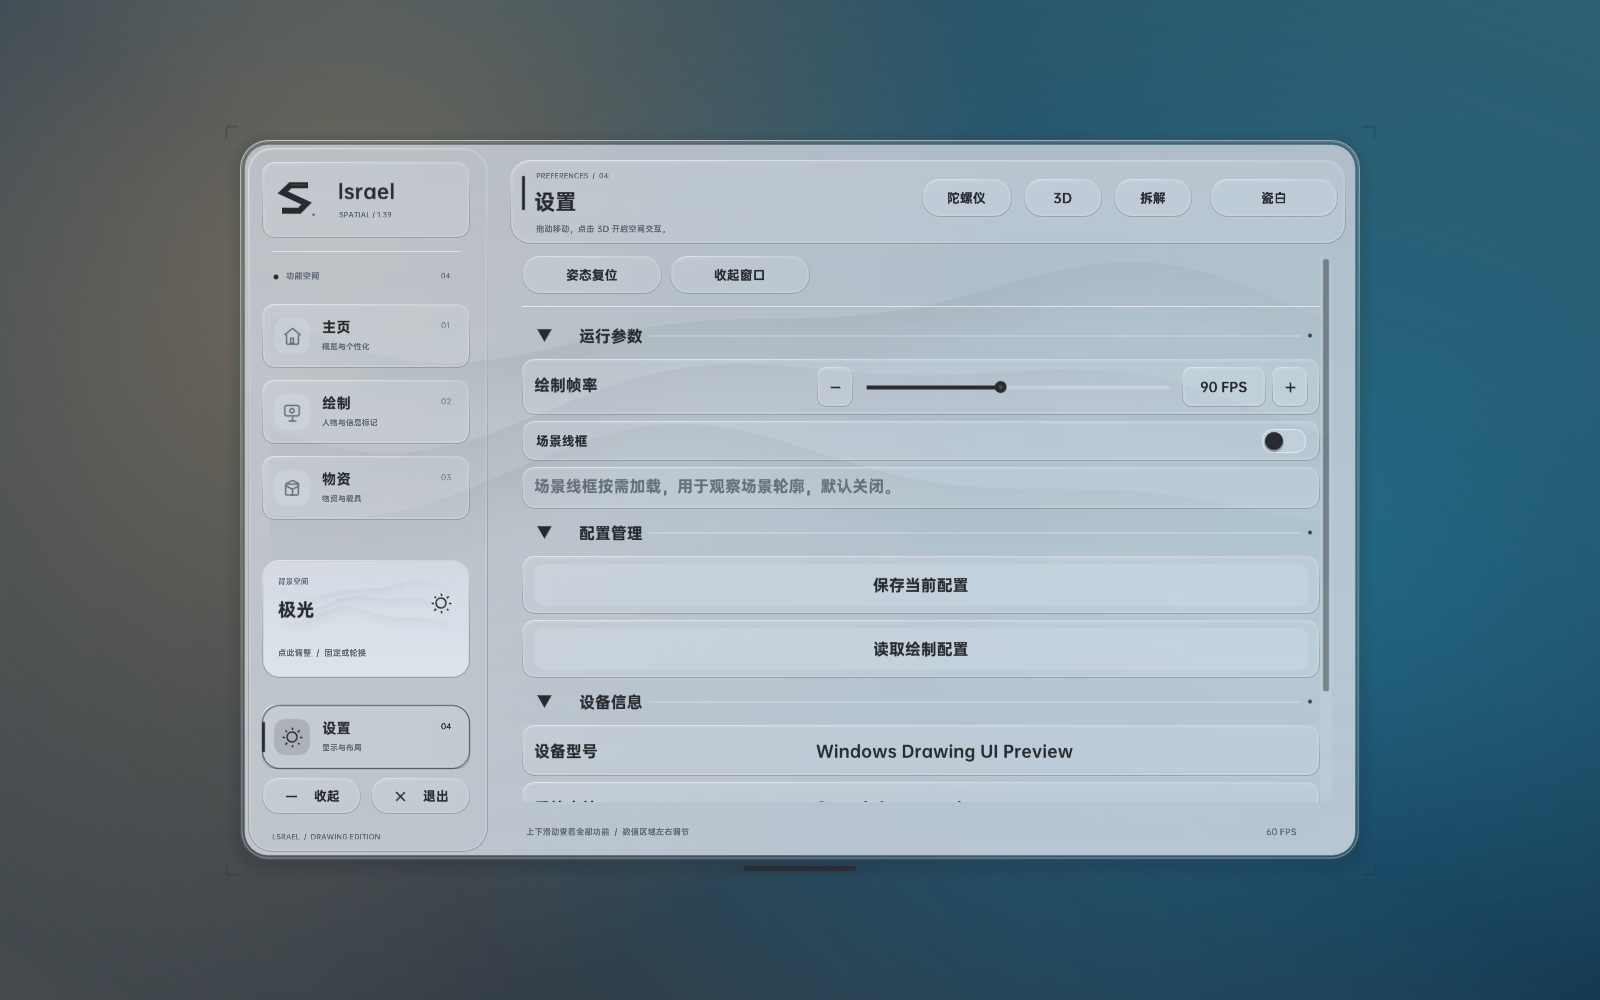 Israel
SPATIAL / 1.39
功能空间
04
主页
01
概览与个性化
绘制
02
人物与信息标记
物资
03
物资与载具
背景空间
极光
点此调整 / 固定或轮换
设置
04
显示与布局
收起
退出
LSRAEL / DRAWING EDITION
PREFERENCES / 04
设置
拖动移动，点击 3D 开启空间交互。
陀螺仪
3D
拆解
瓷白
姿态复位
收起窗口
运行参数
绘制帧率
90 FPS
场景线框
场景线框按需加载，用于观察场景轮廓，默认关闭。
配置管理
保存当前配置
读取绘制配置
设备信息
设备型号
Windows Drawing UI Preview
上下滑动查看全部功能 / 数值区域左右调节
60 FPS